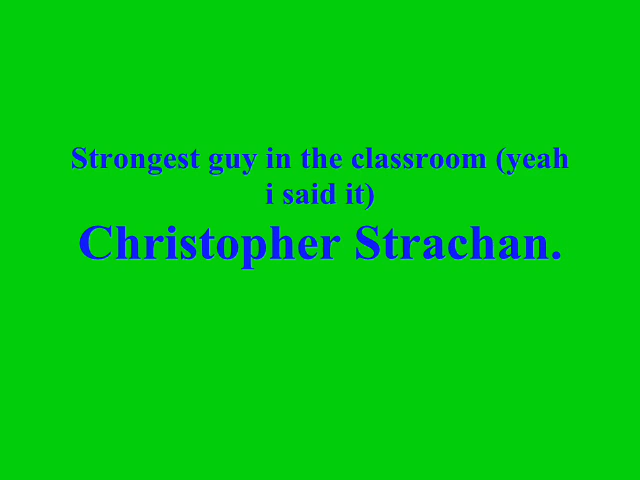 Strongest guy in the classroom (yeah
i said it)
Christopher Strachan.